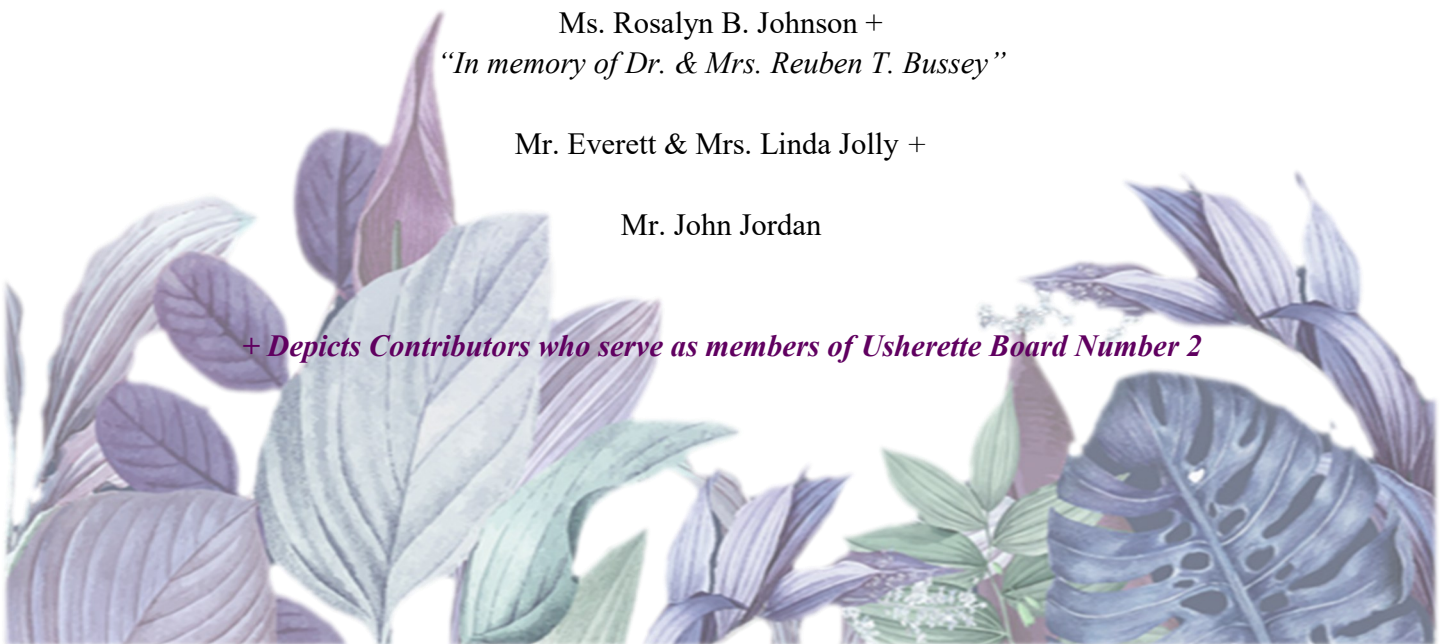 Ms. Rosalyn B. Johnson +
“In memory of Dr. & Mrs. Reuben T. Bussey”
Mr. Everett & Mrs. Linda Jolly +
Mr. John Jordan
+ Depicts Contributors who serve as members of Usherette Board Number 2